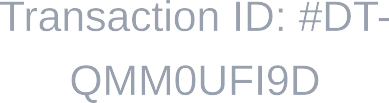 Transaction ID: #DT-
QMM0UFI9D